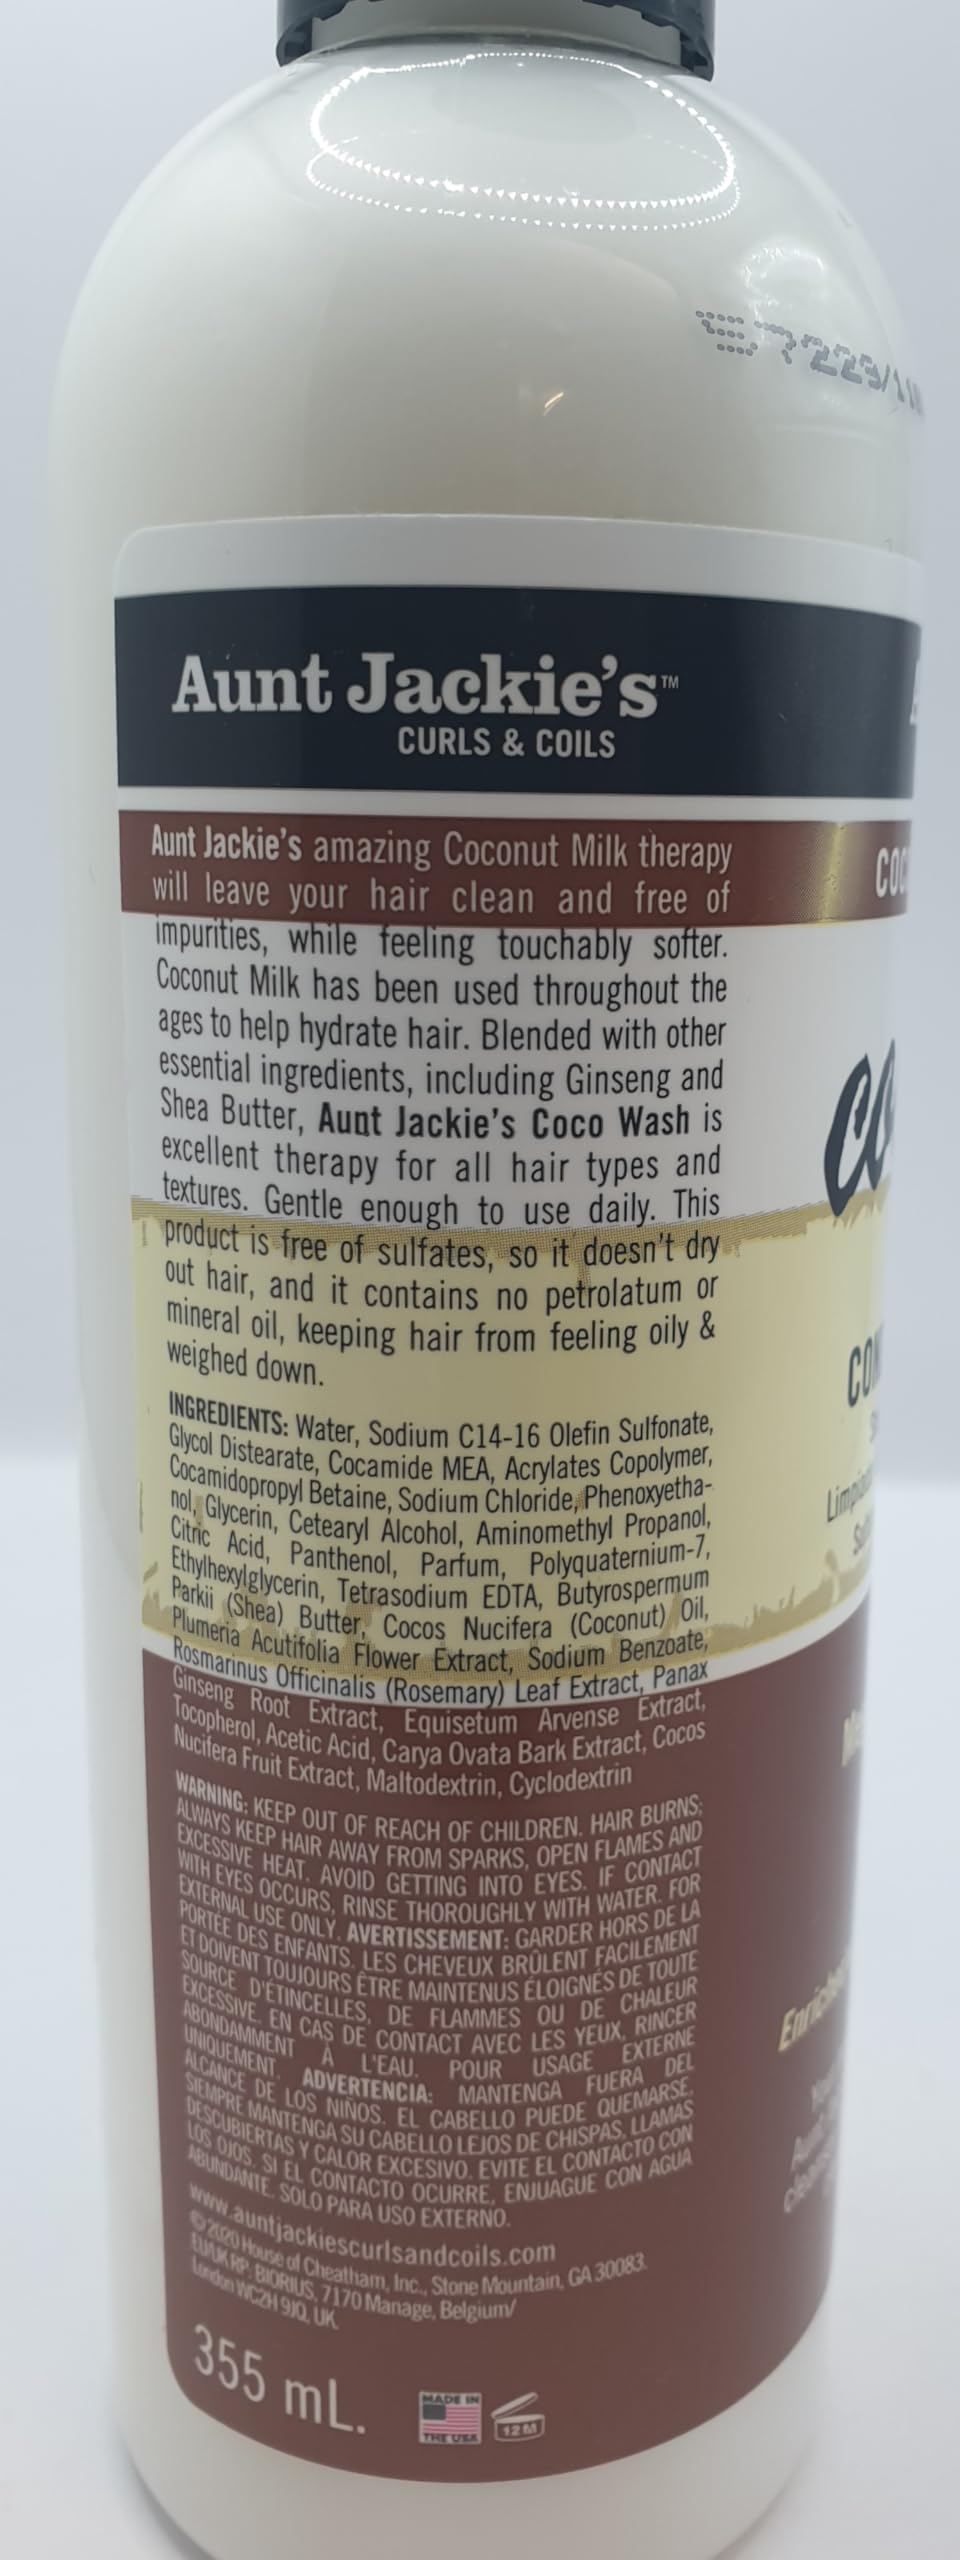 Aunt Jackie's™
CURLS & COILS
Aunt Jackie's amazing Coconut Milk therapy
will leave your hair clean and free of
impurities, while feeling touchably softer.
Coconut Milk has been used throughout the
ages to help hydrate hair. Blended with other
essential ingredients, including Ginseng and
Shea Butter, Aunt Jackie's Coco Wash is
excellent therapy for all hair types and
textures. Gentle enough to use daily. This
product is free of sulfates, so it doesn't dry
out hair, and it contains no petrolatum or
mineral oil, keeping hair from feeling oily &
weighed down.
INGREDIENTS: Water, Sodium C14-16 Olefin Sulfonate,
Glycol Distearate, Cocamide MEA, Acrylates Copolymer,
Cocamidopropyl Betaine, Sodium Chloride, Phenoxyetha-
nol, Glycerin, Cetearyl Alcohol, Aminomethyl Propanol,
Citric Acid, Panthenol, Parfum, Polyquaternium-7,
Ethylhexylglycerin, Tetrasodium EDTA, Butyrospermum
Parkii (Shea) Butter, Cocos Nucifera (Coconut) Oil,
Plumeria Acutifolia Flower Extract, Sodium Benzoate,
Rosmarinus Officinalis (Rosemary) Leaf Extract, Panax
Ginseng Root Extract, Equisetum Arvense Extract,
Tocopherol, Acetic Acid, Carya Ovata Bark Extract, Cocos
Nucifera Fruit Extract, Maltodextrin, Cyclodextrin
WARNING: KEEP OUT OF REACH OF CHILDREN. HAIR BURNS;
ALWAYS KEEP HAIR AWAY FROM SPARKS, OPEN FLAMES AND
EXCESSIVE HEAT. AVOID GETTING INTO EYES. IF CONTACT
WITH EYES OCCURS, RINSE THOROUGHLY WITH WATER. FOR
EXTERNAL USE ONLY. AVERTISSEMENT: GARDER HORS DE LA
PORTÉE DES ENFANTS. LES CHEVEUX BRÛLENT FACILEMENT
ET DOIVENT TOUJOURS ÊTRE MAINTENUS ÉLOIGNÉS DE TOUTE
SOURCE D'ÉTINCELLES, DE FLAMMES OU DE CHALEUR
EXCESSIVE. EN CAS DE CONTACT AVEC LES YEUX, RINCER
ABONDAMMENT À L'EAU. POUR USAGE EXTERNE
UNIQUEMENT. ADVERTENCIA: MANTENGA FUERA DEL
ALCANCE DE LOS NIÑOS. EL CABELLO PUEDE QUEMARSE.
SIEMPRE MANTENGA SU CABELLO LEJOS DE CHISPAS, LLAMAS
DESCUBIERTAS Y CALOR EXCESIVO. EVITE EL CONTACTO CON
LOS OJOS. SI EL CONTACTO OCURRE, ENJUAGUE CON AGUA
ABUNDANTE. SOLO PARA USO EXTERNO.
www.auntjackiescurlsandcoils.com
©2020 House of Cheatham, Inc., Stone Mountain, GA 30083.
EU/UK RP: BIORIUS, 7170 Manage, Belgium/
London WC2H 9JQ, UK.
355 mL.
MADE IN
THE USA
12 M